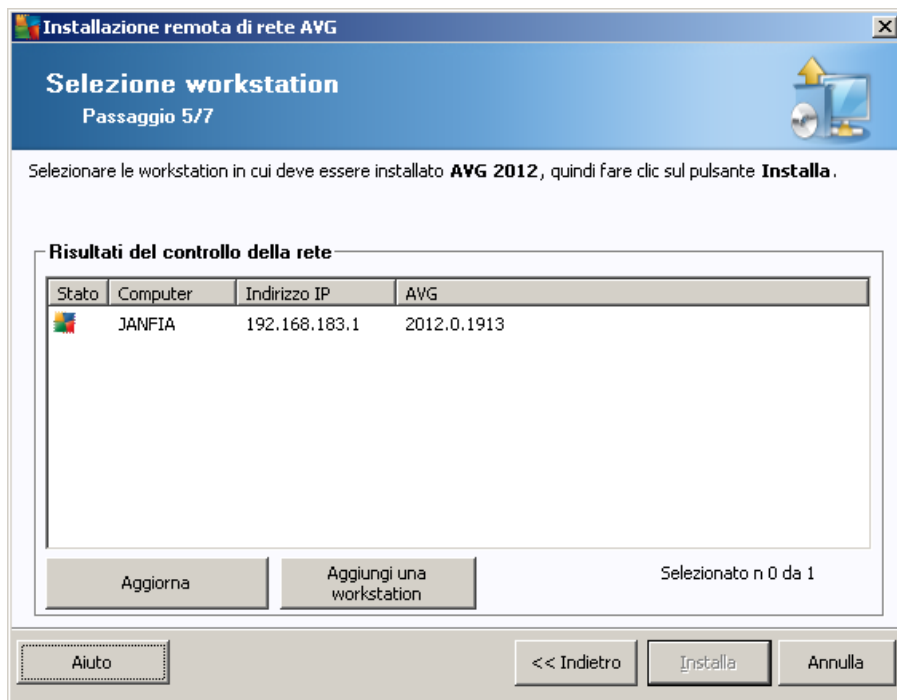 Installazione remota di rete AVG
Selezione workstation
Passaggio 5/7
Selezionare le workstation in cui deve essere installato AVG 2012, quindi fare clic sul pulsante Installa.
Risultati del controllo della rete
Stato Computer Indirizzo IP AVG
JANFIA 192.168.183.1 2012.0.1913
Aggiorna
Aggiungi una
workstation
Selezionato n 0 da 1
Aiuto
<< Indietro
Installa
Annulla